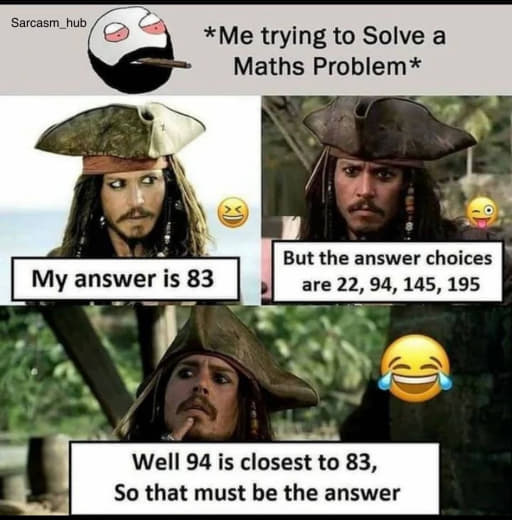 Sarcasm_hub
*Me trying to Solve a
Maths Problem*
My answer is 83
But the answer choices
are 22, 94, 145, 195
Well 94 is closest to 83,
So that must be the answer